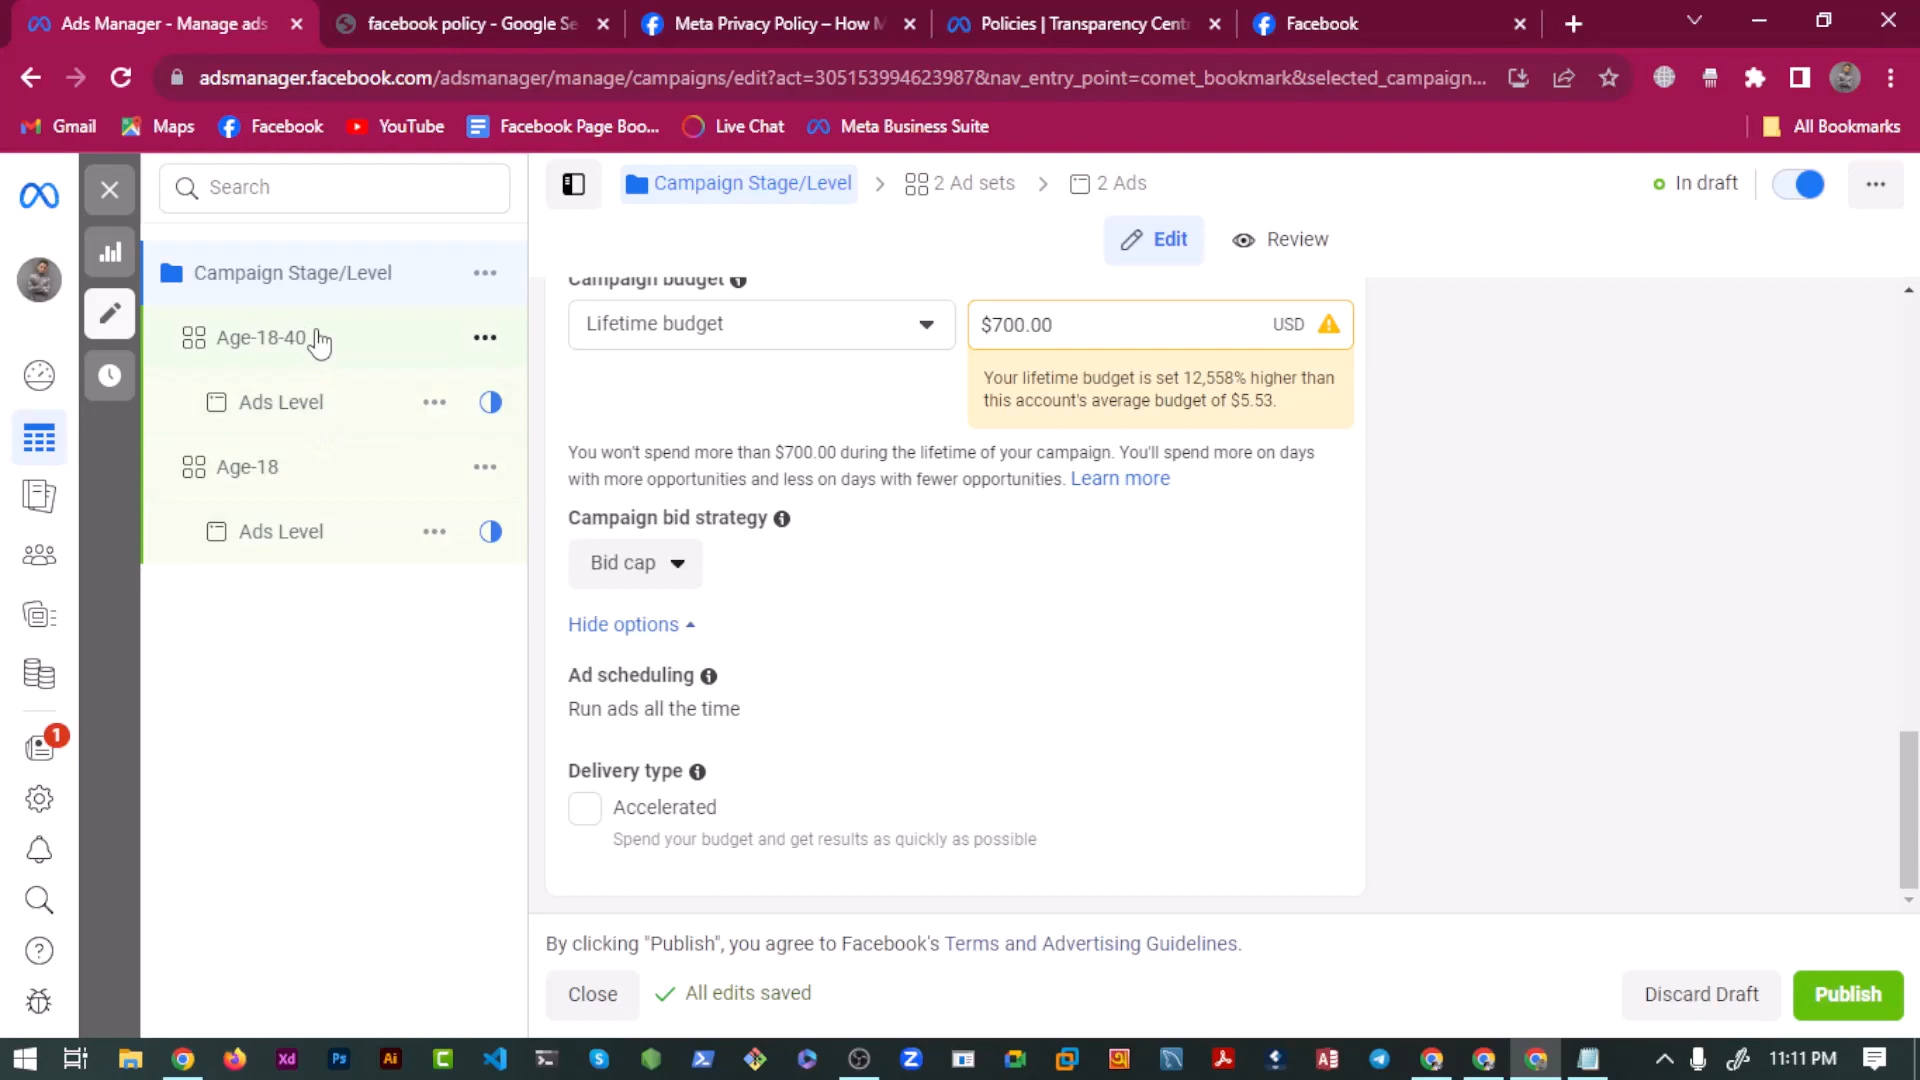 Ads Manager - Manage ads
facebook policy - Google Se
Meta Privacy Policy – How M
Policies | Transparency Cent
Facebook
adsmanager.facebook.com/adsmanager/manage/campaigns/edit?act=305153994623987&nav_entry_point=comet_bookmark&selected_campaign...
Gmail
Maps
Facebook
YouTube
Facebook Page Boo...
Live Chat
Meta Business Suite
All Bookmarks
Search
Campaign Stage/Level
2 Ad sets
2 Ads
In draft
Edit
Review
Campaign Stage/Level
Age-18-40
Ads Level
Age-18
Ads Level
Campaign budget
Lifetime budget
$700.00
USD
Your lifetime budget is set 12,558% higher than
this account's average budget of $5.53.
You won't spend more than $700.00 during the lifetime of your campaign. You'll spend more on days
with more opportunities and less on days with fewer opportunities. Learn more
Campaign bid strategy
Bid cap
Hide options
Ad scheduling
Run ads all the time
Delivery type
Accelerated
Spend your budget and get results as quickly as possible
1
By clicking "Publish", you agree to Facebook's Terms and Advertising Guidelines.
Close
All edits saved
Discard Draft
Publish
Xd
Ps
Ai
11:11 PM